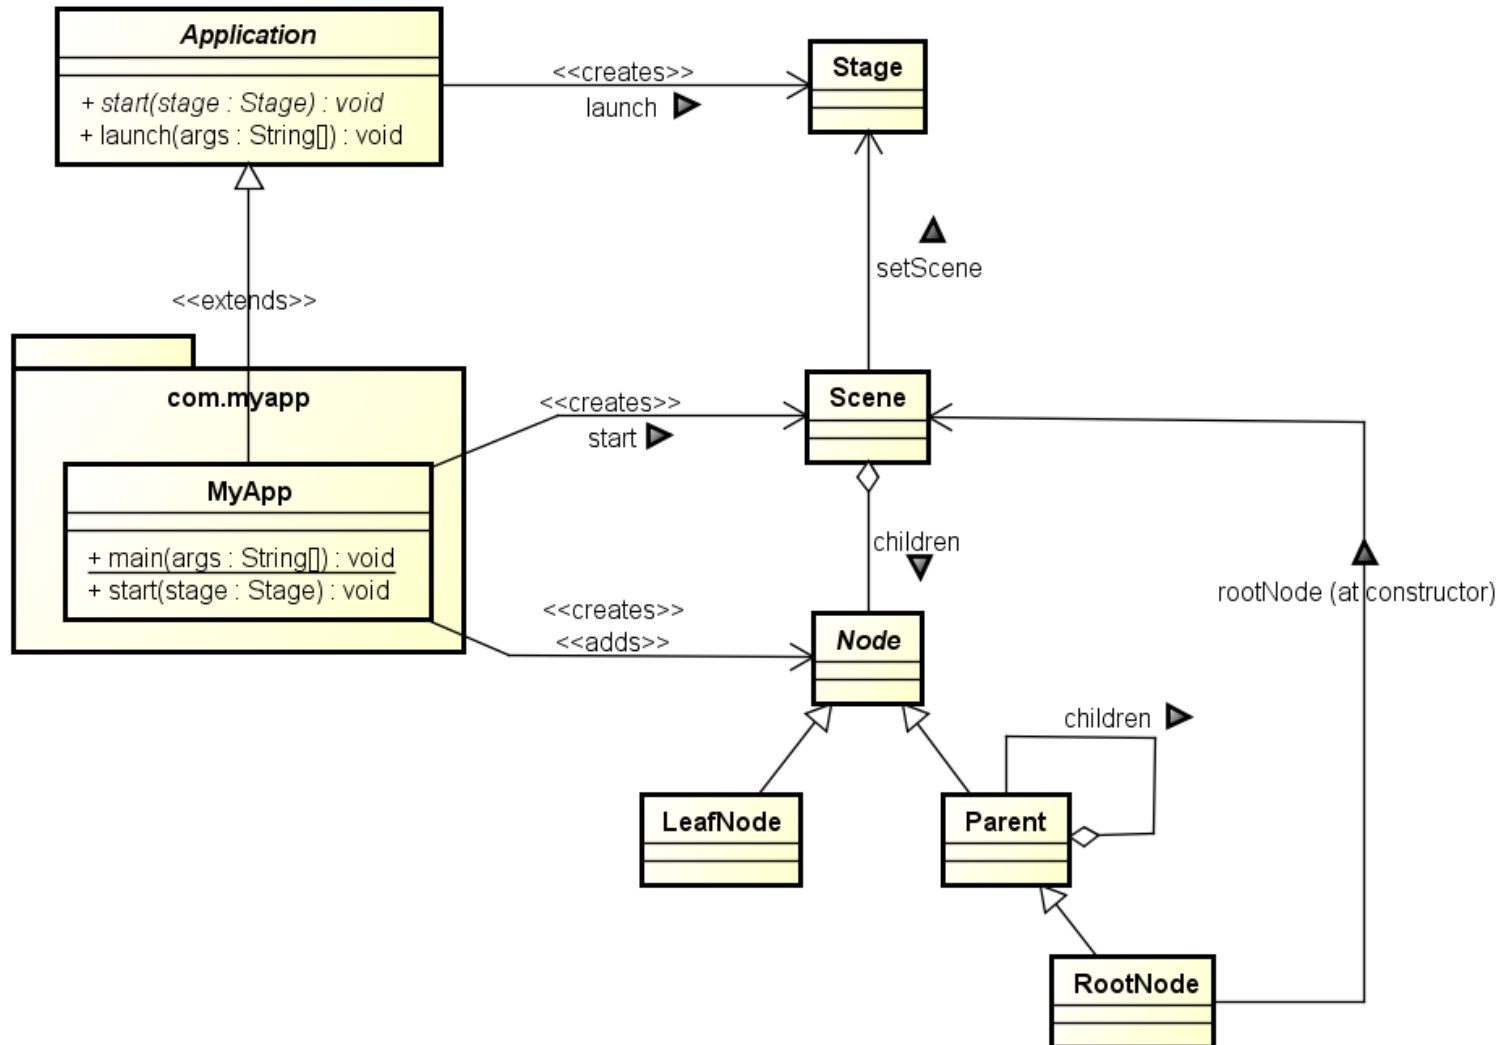 Application
+ start(stage : Stage) : void
+ launch(args : String[]) : void
<<creates>>
launch
Stage
setScene
<<extends>>
com.myapp
MyApp
+ main(args : String[]) : void
+ start(stage : Stage) : void
<<creates>>
start
Scene
children
<<creates>>
<<adds>>
Node
rootNode (at constructor)
children
LeafNode
Parent
RootNode